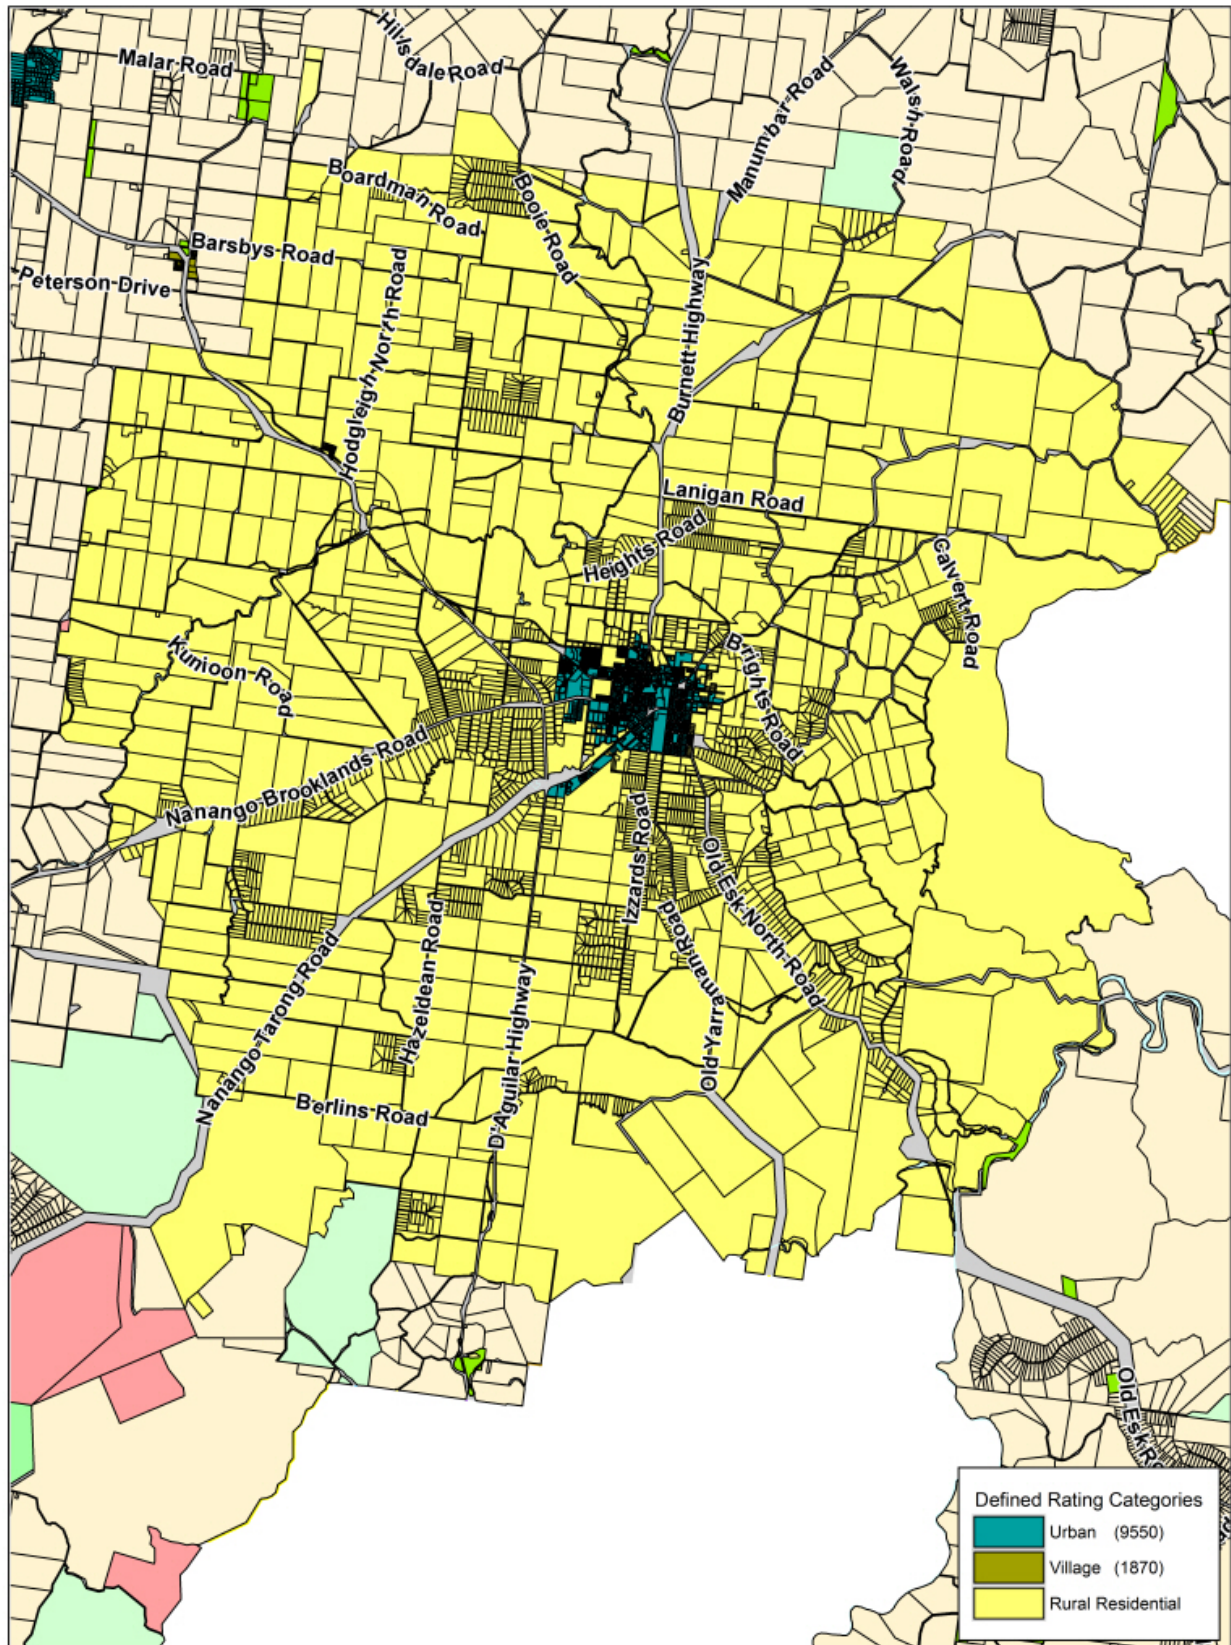 Malar Road
Hillsdale Road
Manumbar Road
Walsh Road
Boardman Road
Booie Road
Barsbys Road
Peterson Drive
Hodgleigh North Road
Burnett Highway
Lanigan Road
Heights Road
Calvert Road
Kunioon Road
Brights Road
Nanango Brooklands Road
Izzards Road
Old Esk North Road
Hazeldean Road
Nanango Tarong Road
D'Aguilar Highway
Old Yarraman Road
Berlins Road
Old Esk
Defined Rating Categories
Urban (9550)
Village (1870)
Rural Residential